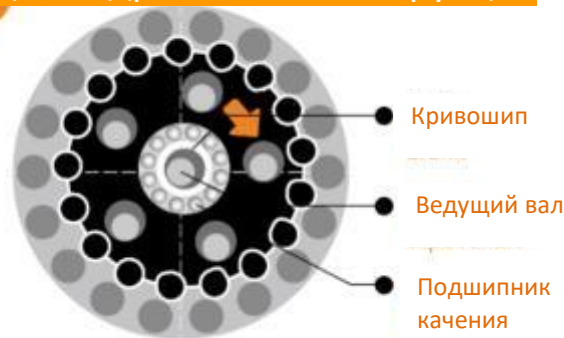 Кривошип
Ведущий вал
Подшипник
качения